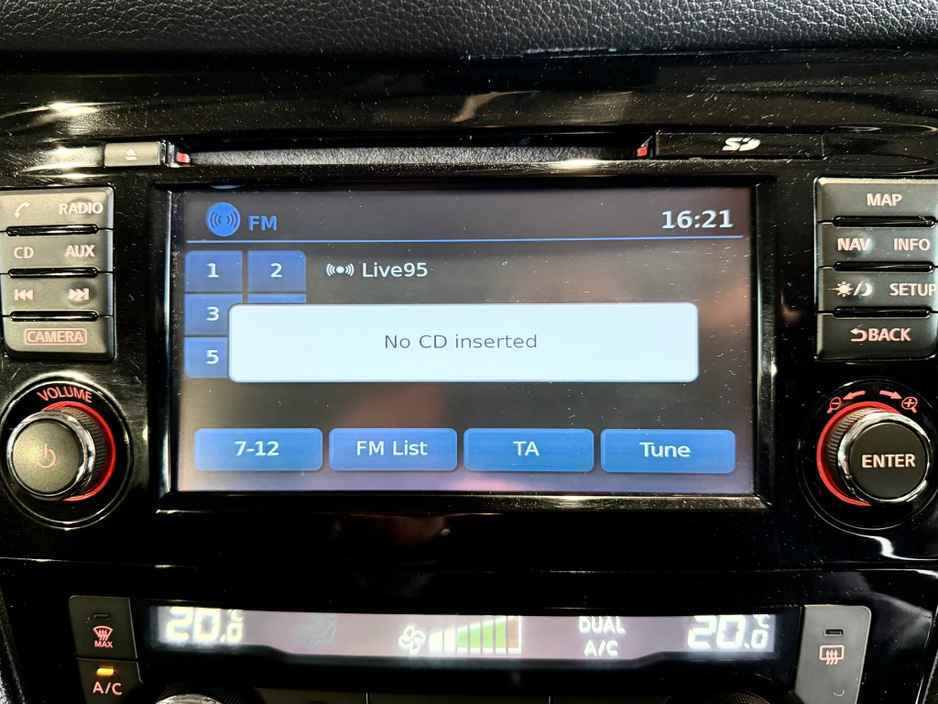 SD
RADIO
CD AUX
CAMERA
VOLUME
FM
16:21
1 2
Live95
3
5
No CD inserted
7-12
FM List
TA
Tune
MAP
NAV INFO
SETUP
BACK
ENTER
MAX
A/C
20.0
DUAL
A/C
20.0
°C